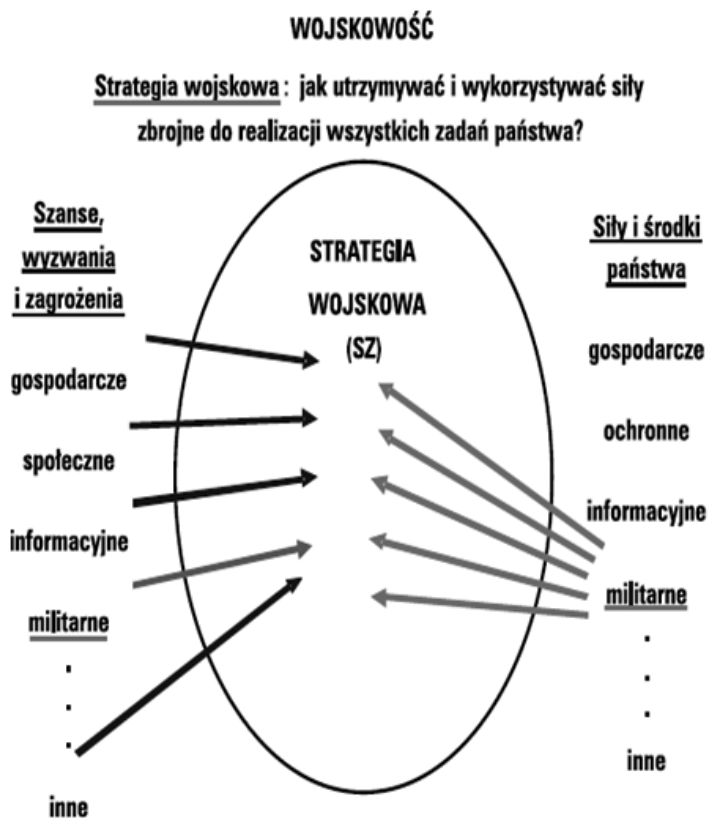 WOJSKOWOŚĆ
Strategia wojskowa : jak utrzymywać i wykorzystywać siły
zbrojne do realizacji wszystkich zadań państwa?
Szanse,
wyzwania
i zagrożenia
gospodarcze
społeczne
informacyjne
militarne
.
.
.
inne
STRATEGIA
WOJSKOWA
(SZ)
Siły i środki
państwa
gospodarcze
ochronne
informacyjne
militarne
.
.
.
inne